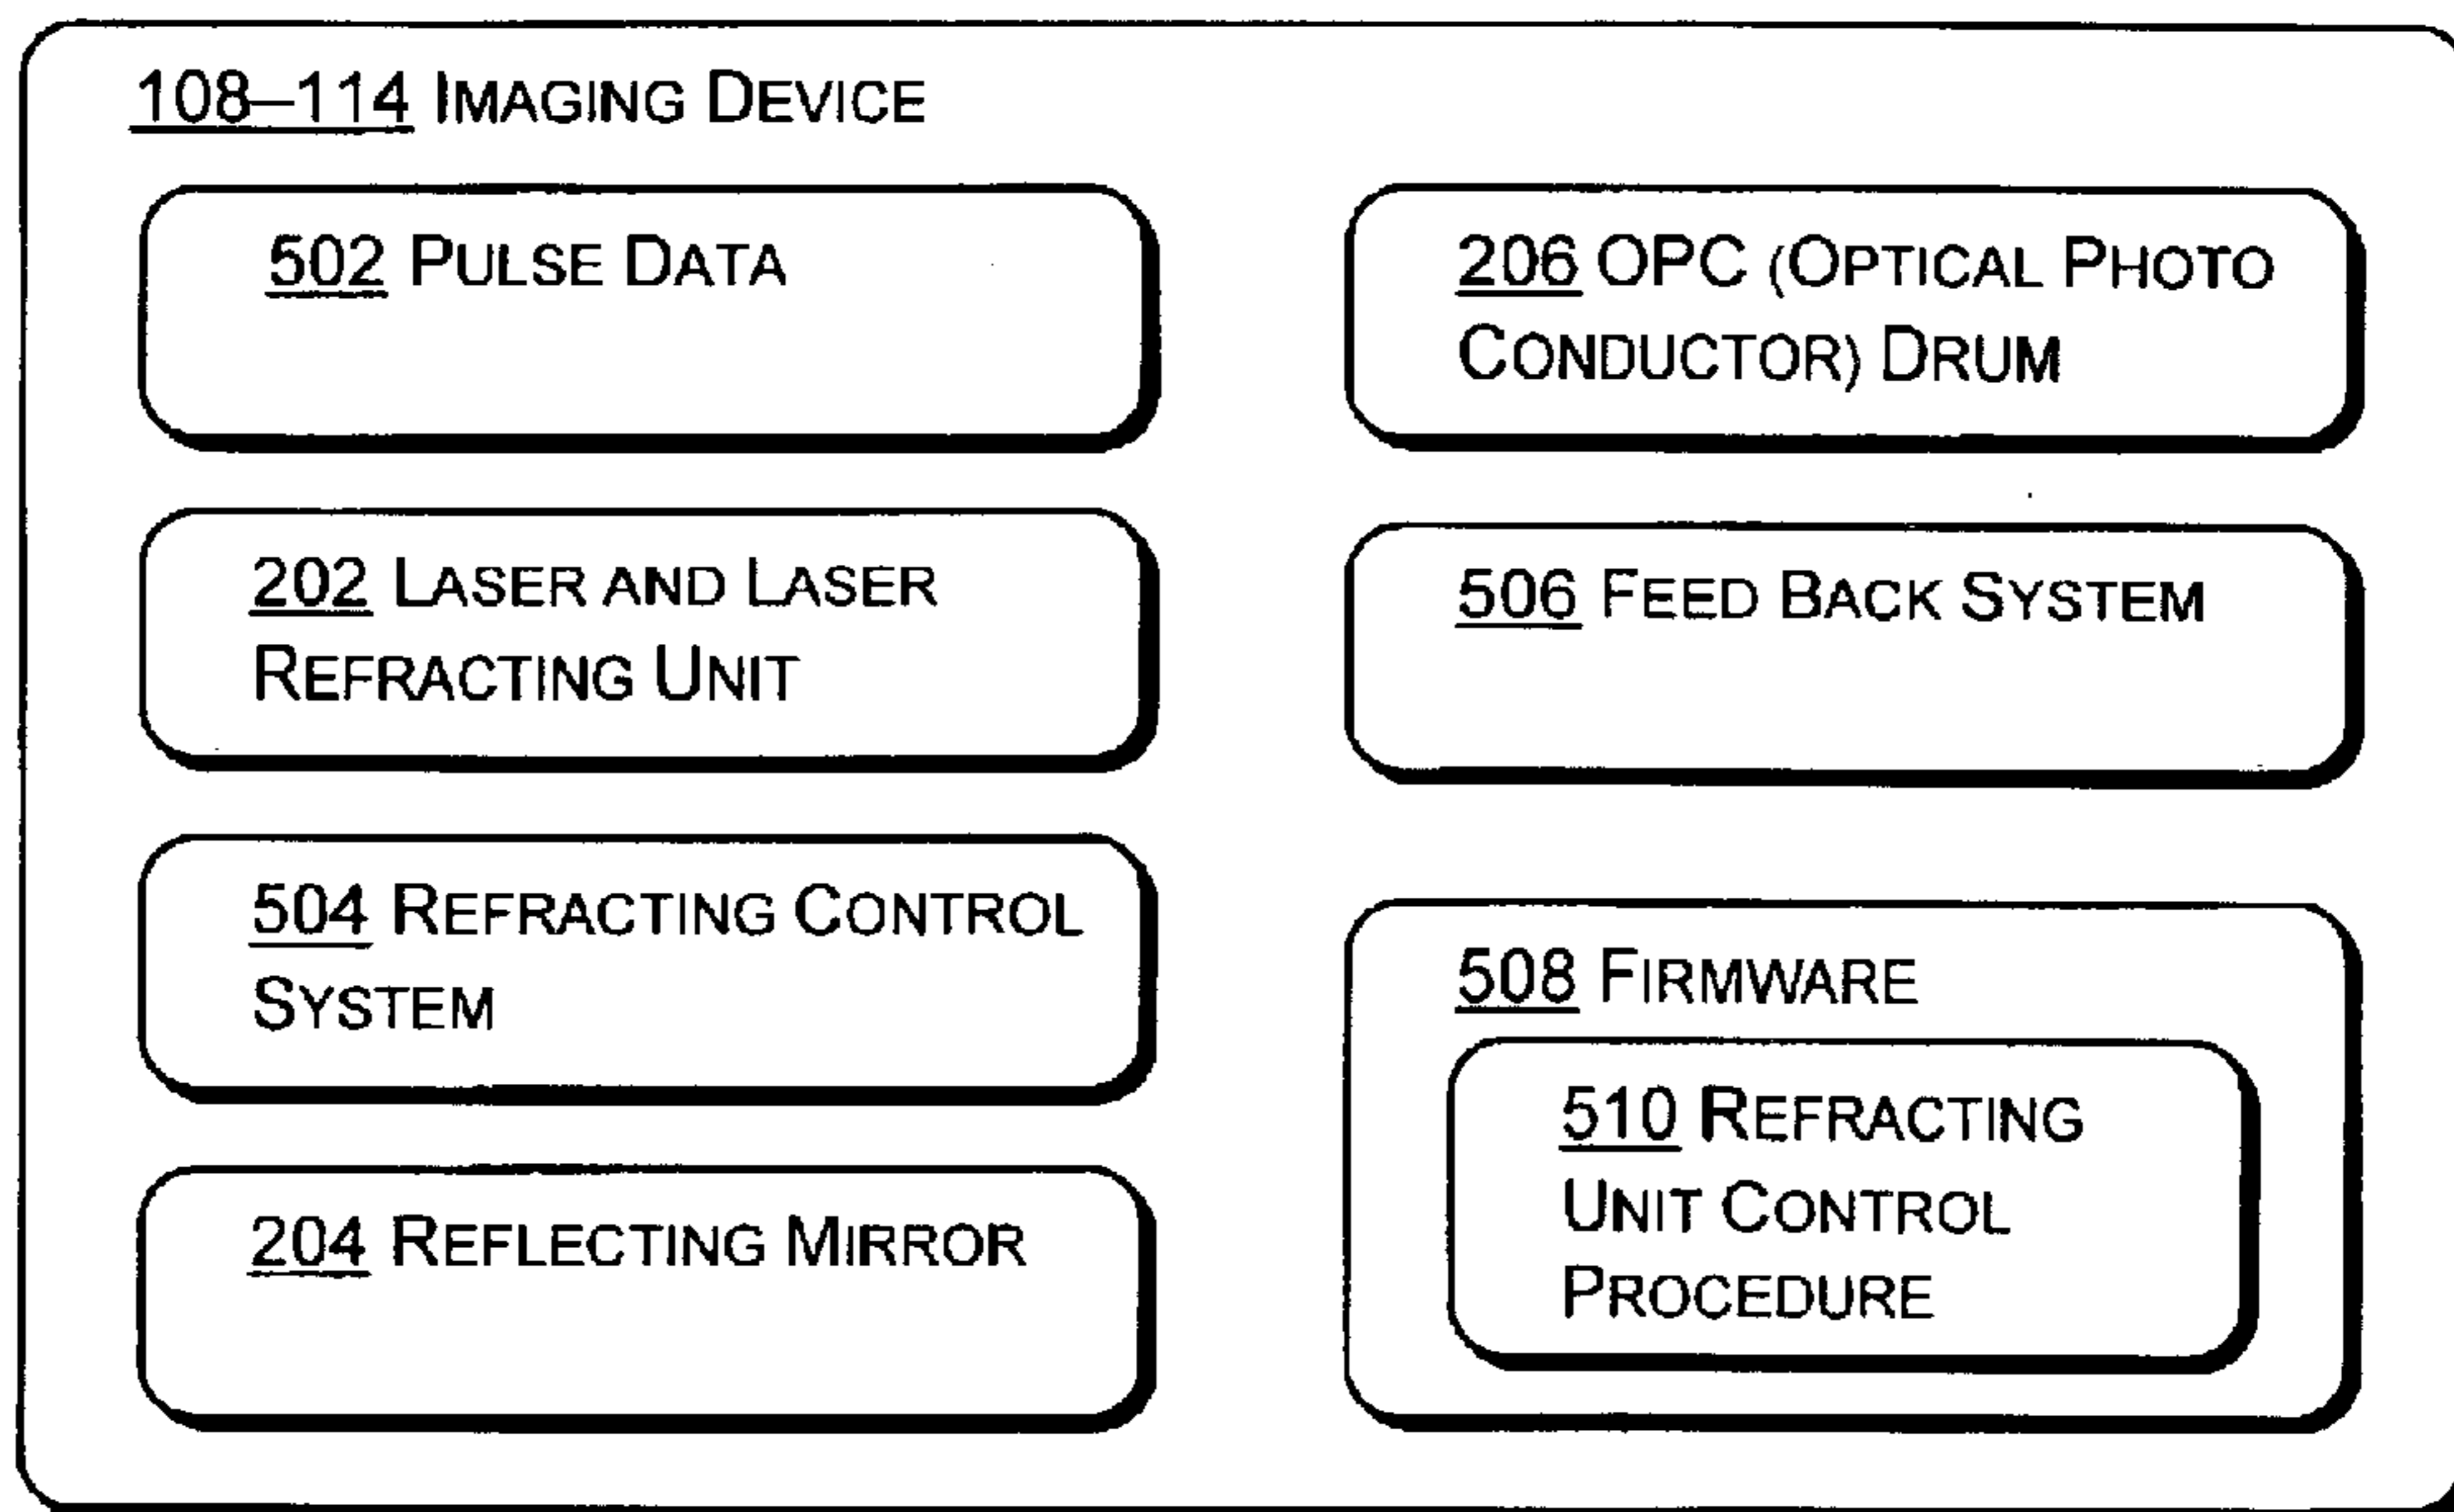 108–114 IMAGING DEVICE
502 PULSE DATA
202 LASER AND LASER
REFRACTING UNIT
504 REFRACTING CONTROL
SYSTEM
204 REFLECTING MIRROR
206 OPC (OPTICAL PHOTO
CONDUCTOR) DRUM
506 FEED BACK SYSTEM
508 FIRMWARE
510 REFRACTING
UNIT CONTROL
PROCEDURE